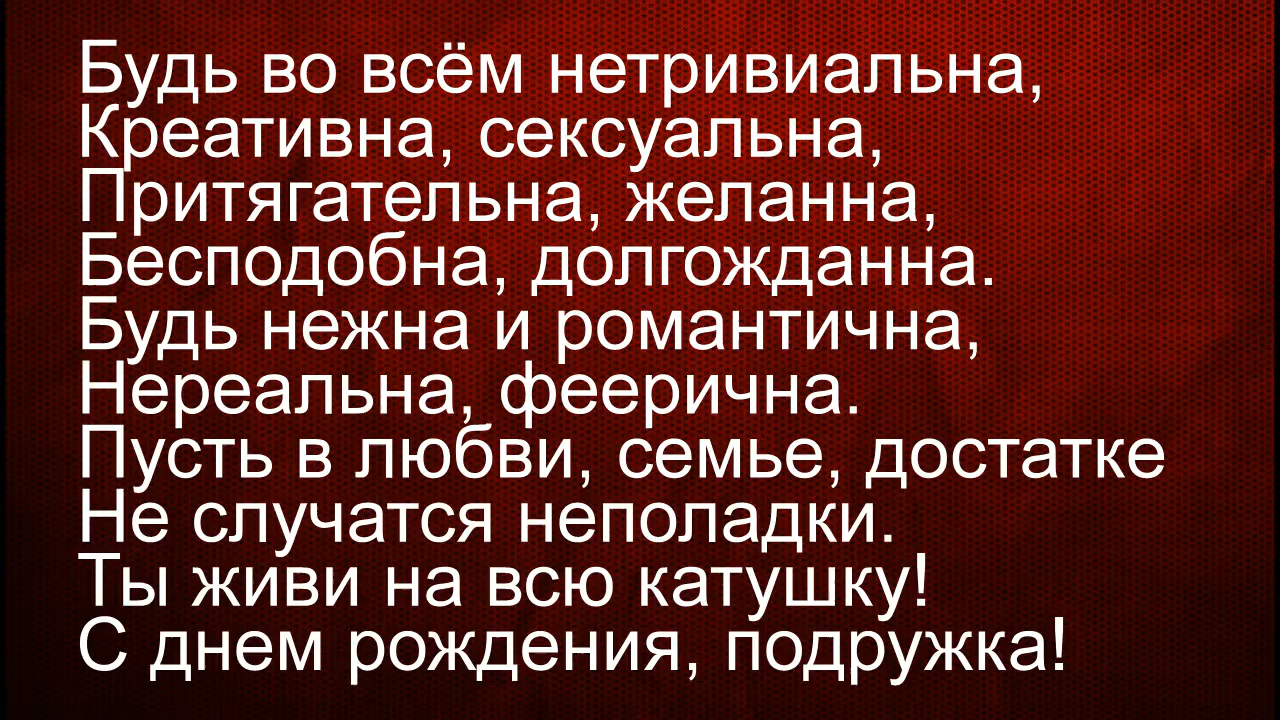 Будь во всём нетривиальна,
Креативна, сексуальна,
Притягательна, желанна,
Бесподобна, долгожданна.
Будь нежна и романтична,
Нереальна, феерична.
Пусть в любви, семье, достатке
Не случатся неполадки.
Ты живи на всю катушку!
С днем рождения, подружка!